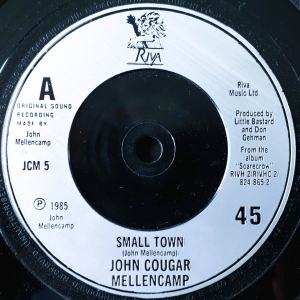 RIVA
A
ORIGINAL SOUND
RECORDING
MADE BY
John
Mellencamp
JCM 5
Ⓟ 1985
John
Mellencamp
Riva
Music Ltd
Produced by
Little Bastard
and Don
Gehman
From the
album
"Scarecrow"
RIVH 2(RIVHC 2)
824 865-2
45
SMALL TOWN
(John Mellencamp)
JOHN COUGAR
MELLENCAMP